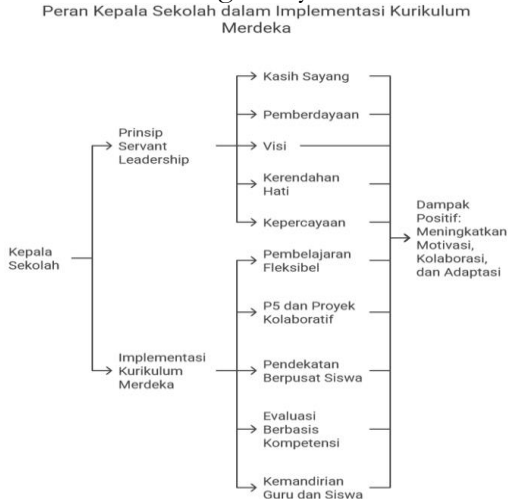 Peran Kepala Sekolah dalam Implementasi Kurikulum
Merdeka
Kepala
Sekolah
Prinsip
Servant
Leadership
Kasih Sayang
Pemberdayaan
Visi
Kerendahan
Hati
Kepercayaan
Implementasi
Kurikulum
Merdeka
Pembelajaran
Fleksibel
P5 dan Proyek
Kolaboratif
Pendekatan
Berpusat Siswa
Evaluasi
Berbasis
Kompetensi
Kemandirian
Guru dan Siswa
Dampak
Positif:
Meningkatkan
Motivasi,
Kolaborasi,
dan Adaptasi